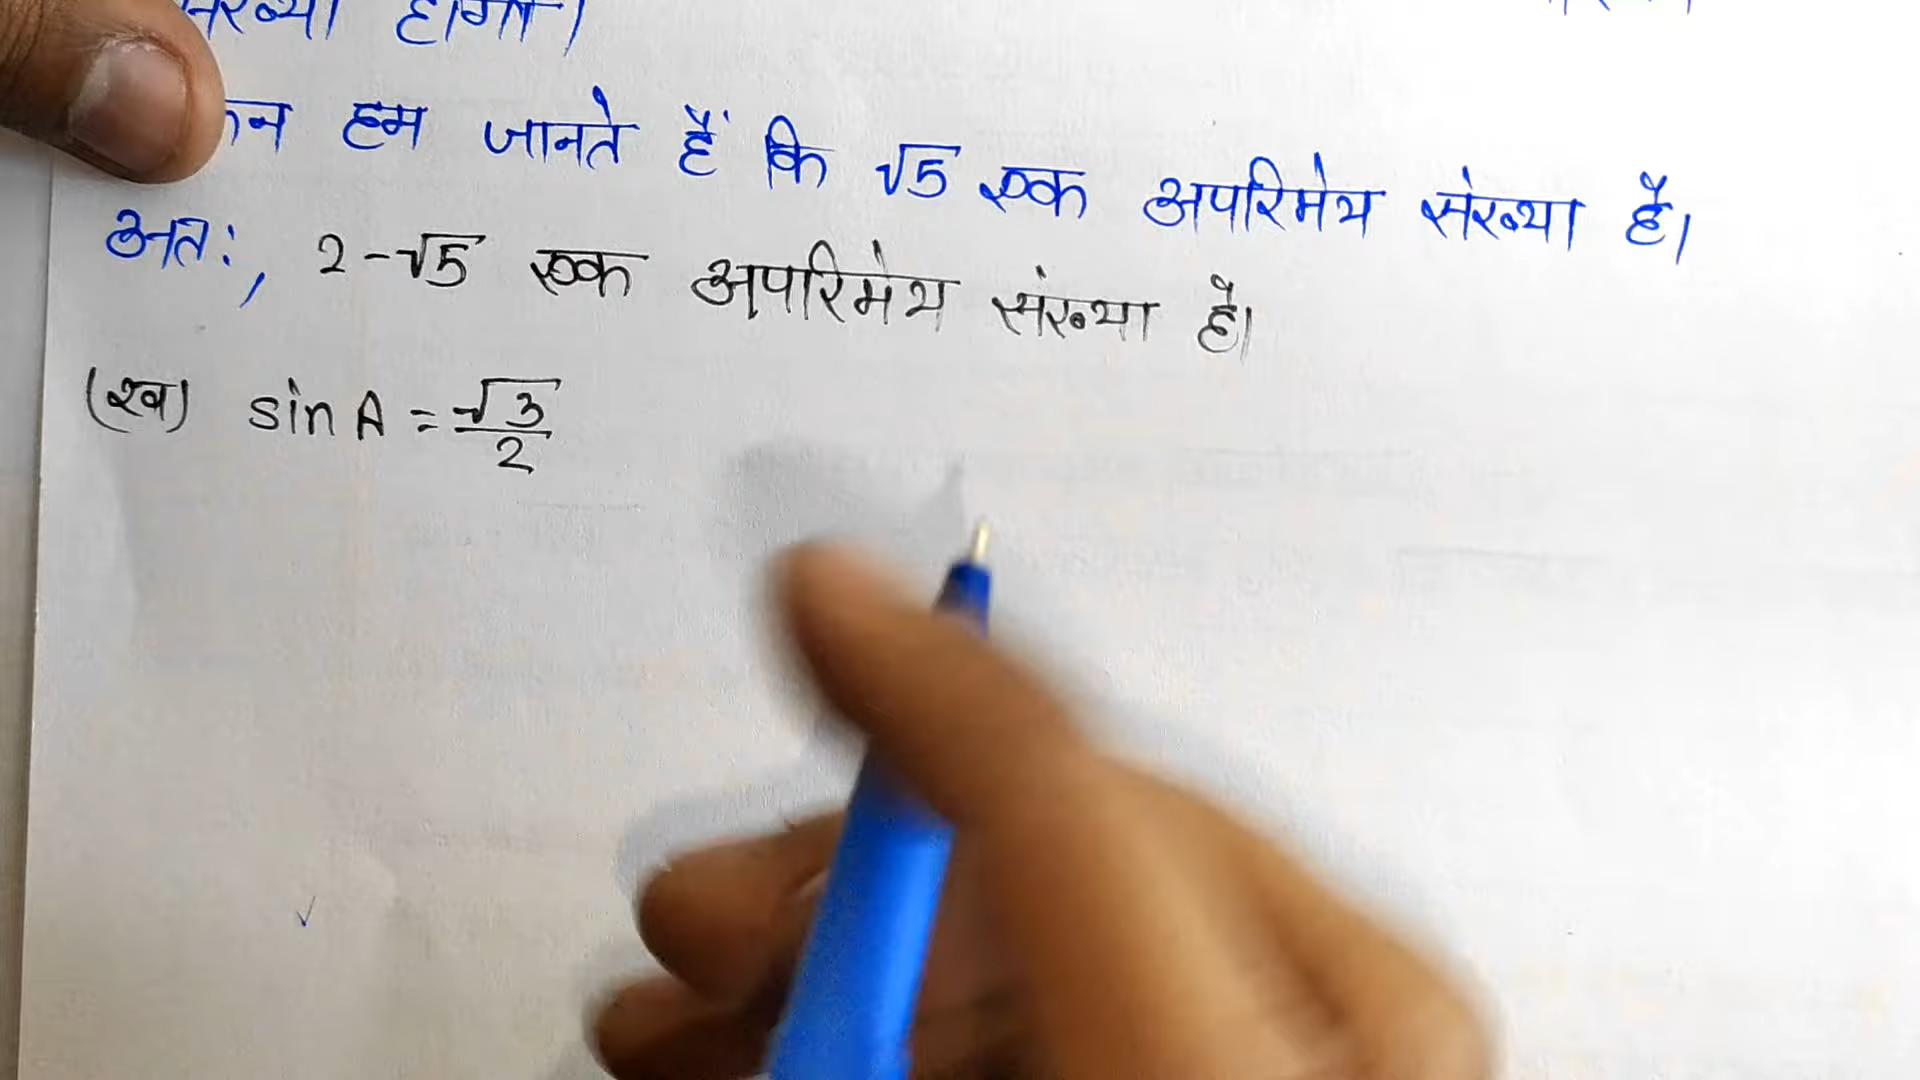 संख्या होगी।
हम जानते हैं कि √5 एक अपरिमेय संख्या है।
अतः, 2-√5 एक अपरिमेय संख्या है।
(ख) sin A = √3/2